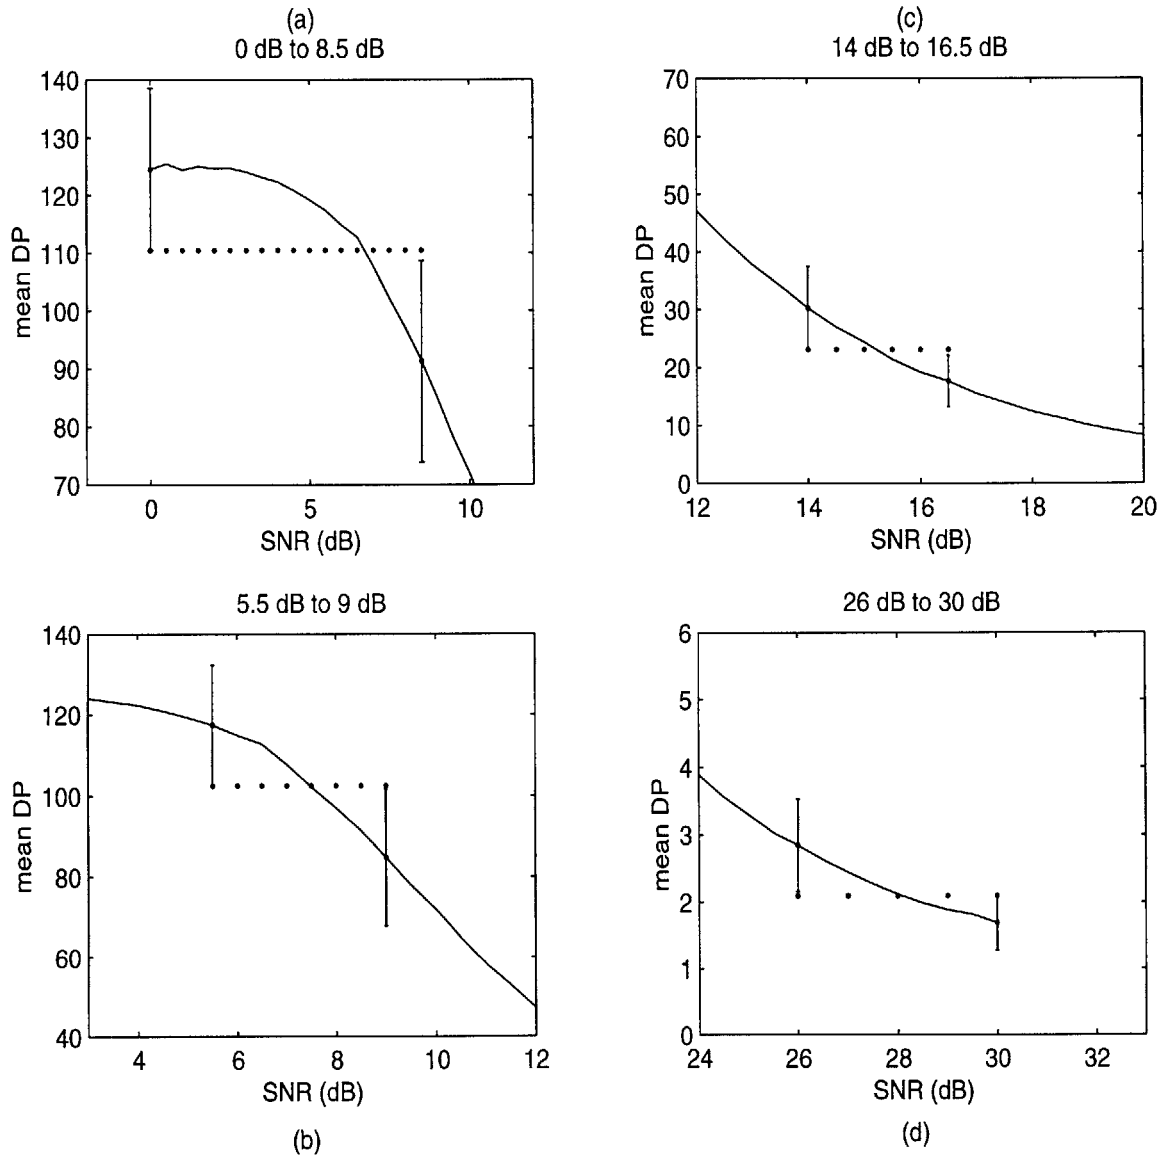 (a)
0 dB to 8.5 dB
140
130
120
110
100
90
80
70
mean DP
0 5 10
SNR (dB)
(c)
14 dB to 16.5 dB
70
60
50
40
30
20
10
0
mean DP
12 14 16 18 20
SNR (dB)
5.5 dB to 9 dB
140
120
100
80
60
40
mean DP
4 6 8 10 12
SNR (dB)
(b)
26 dB to 30 dB
6
5
4
3
2
1
0
mean DP
24 26 28 30 32
SNR (dB)
(d)